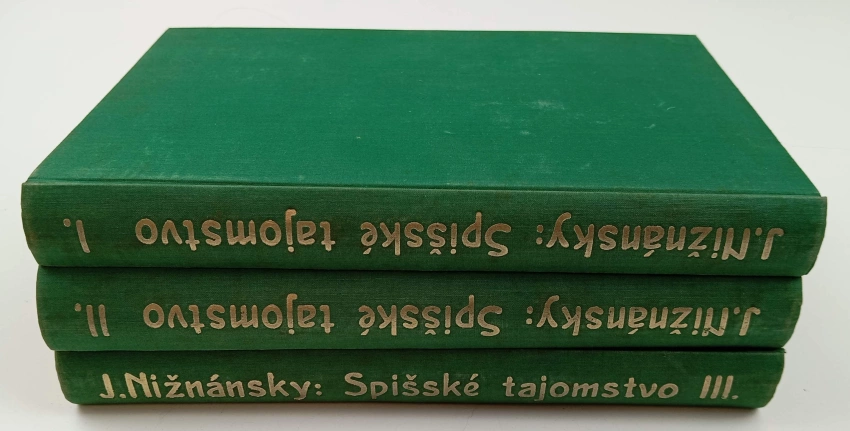 J.Nižnánsky: Spišské tajomstvo I.
J.Nižnánsky: Spišské tajomstvo II.
J.Nižnánsky: Spišské tajomstvo III.